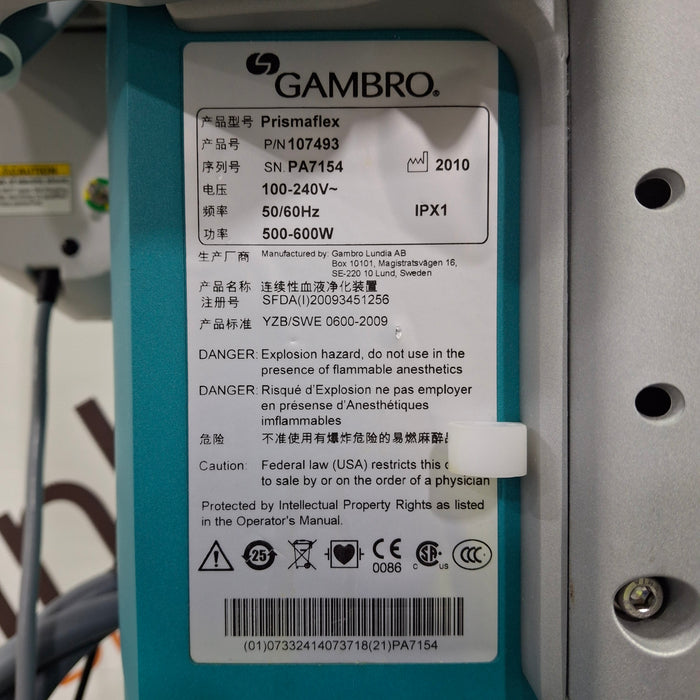 GAMBRO®
产品型号 Prismaflex
产品号 P/N 107493
序列号 SN PA7154 2010
电压 100-240V~
频率 50/60Hz IPX1
功率 500-600W
生产厂商 Manufactured by: Gambro Lundia AB
Box 10101, Magistratsvägen 16,
SE-220 10 Lund, Sweden
产品名称 连续性血液净化装置
注册号 SFDA(I)20093451256
产品标准 YZB/SWE 0600-2009
DANGER: Explosion hazard, do not use in the
presence of flammable anesthetics
DANGER: Risqué d'Explosion ne pas employer
en présense d'Anesthétiques
imflammables
危险 不准使用有爆炸危险的易燃麻醉
Caution: Federal law (USA) restricts this
to sale by or on the order of a physician
Protected by Intellectual Property Rights as listed
in the Operator's Manual.
25 CE 0086 C SA US CCC
(01)07332414073718(21)PA7154
CAUTION